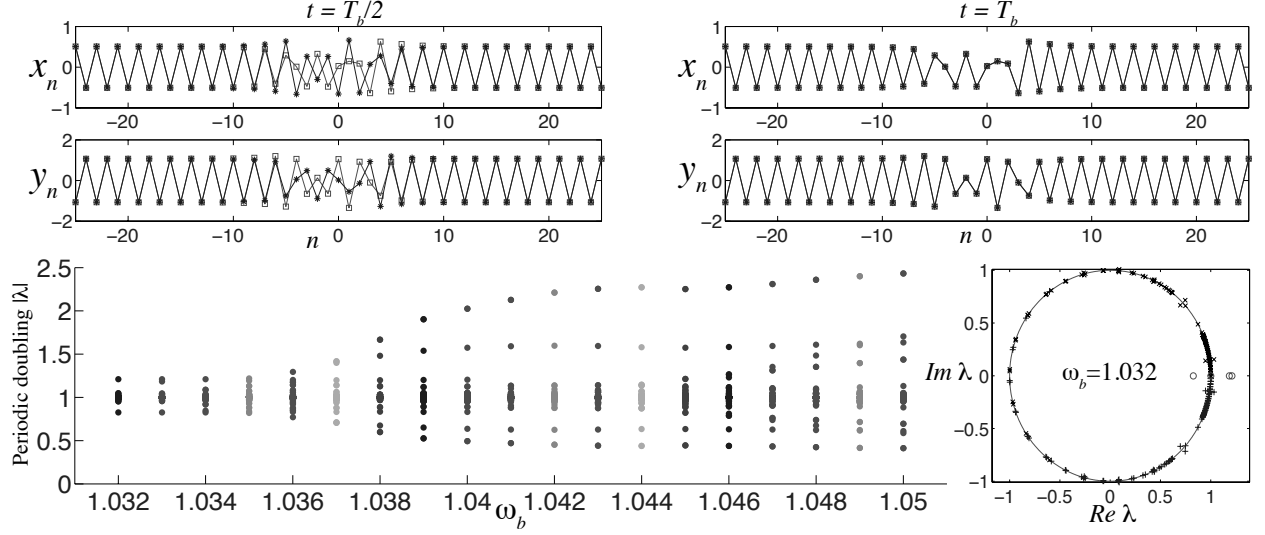 t = T_b/2
1
0
−1
x_n
−20 −10 0 10 20
2
0
−2
y_n
−20 −10 0 10 20
n
t = T_b
1
0
−1
x_n
−20 −10 0 10 20
2
0
−2
y_n
−20 −10 0 10 20
n
Periodic doubling |λ|
2.5
2
1.5
1
0.5
0
1.032 1.034 1.036 1.038 1.04 1.042 1.044 1.046 1.048 1.05
ω_b
1
0.5
0
−0.5
−1
Im λ
ω_b=1.032
−1 −0.5 0 0.5 1
Re λ